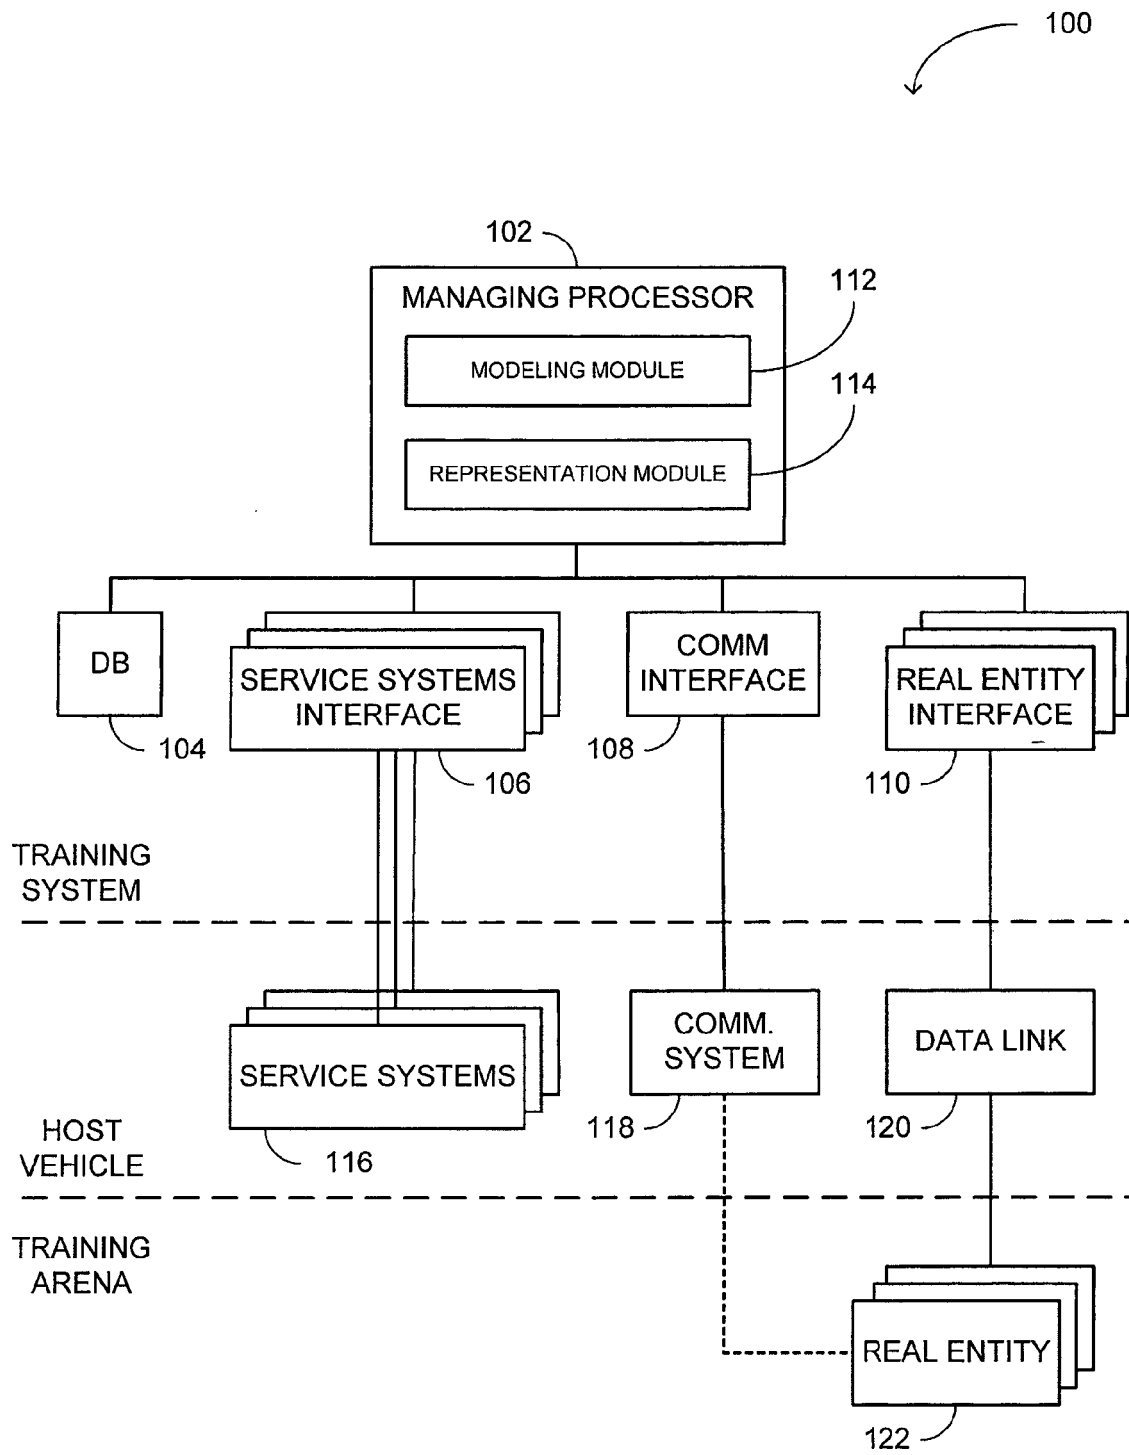 100
102
MANAGING PROCESSOR
112
MODELING MODULE
114
REPRESENTATION MODULE
DB
SERVICE SYSTEMS
INTERFACE
COMM
INTERFACE
REAL ENTITY
INTERFACE
104
106
108
110
TRAINING
SYSTEM
SERVICE SYSTEMS
COMM.
SYSTEM
DATA LINK
HOST
VEHICLE
116
118
120
TRAINING
ARENA
REAL ENTITY
122